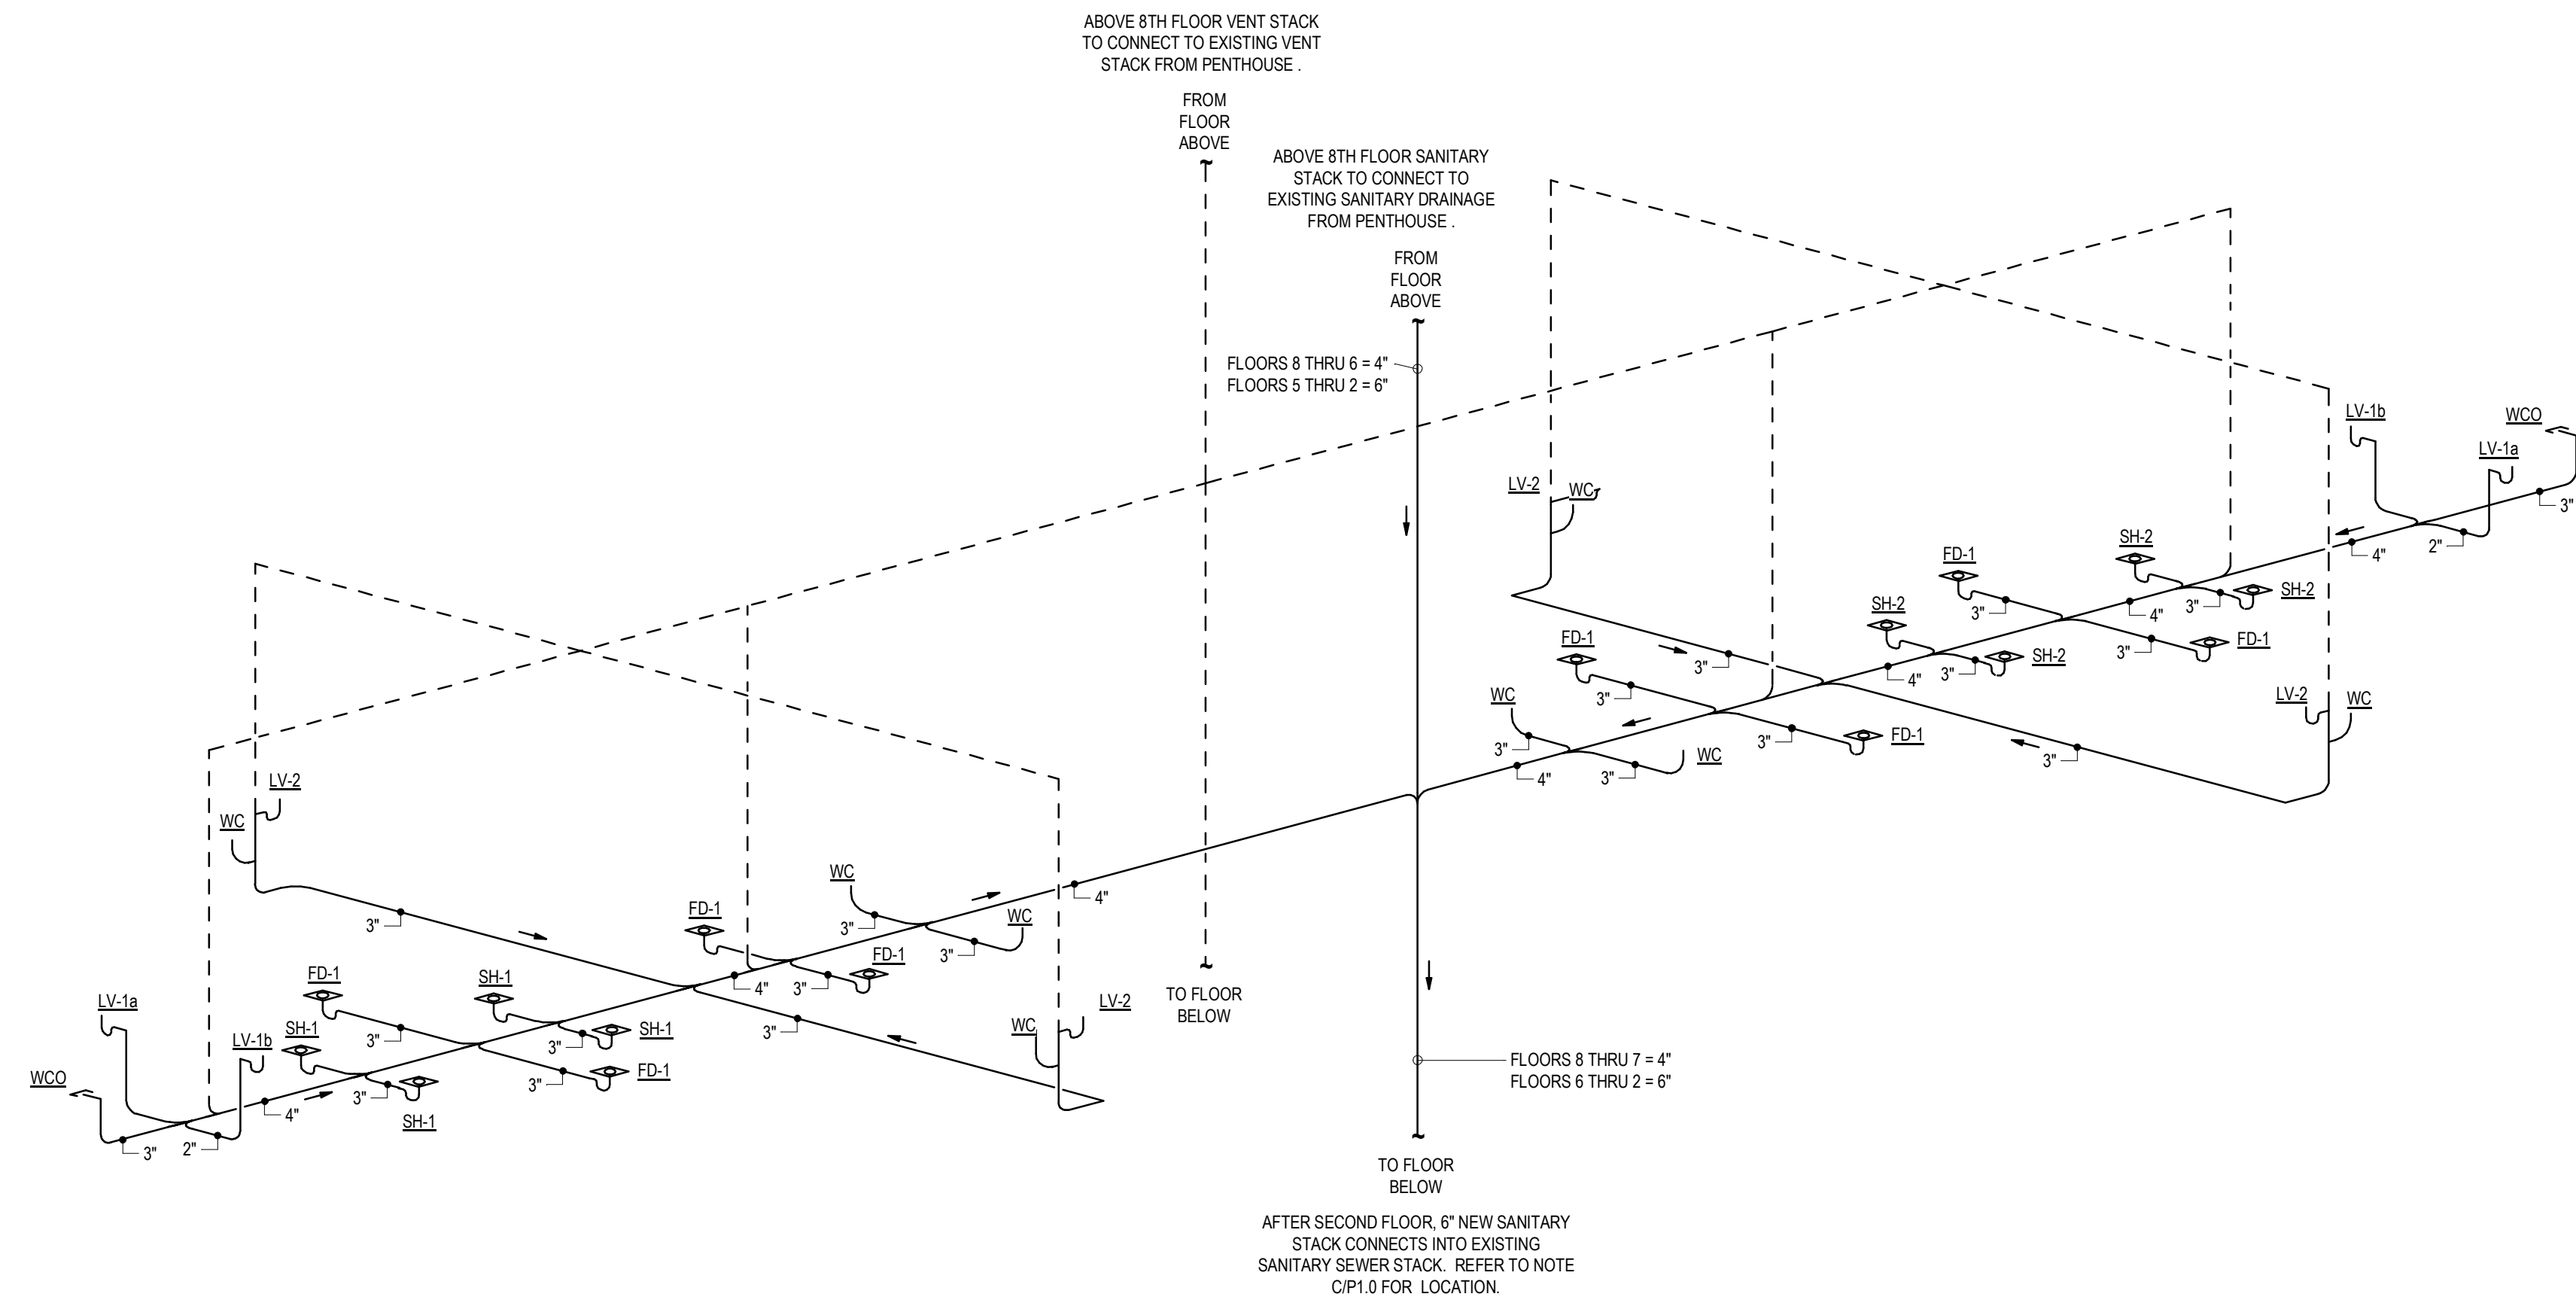 ABOVE 8TH FLOOR VENT STACK
TO CONNECT TO EXISTING VENT
STACK FROM PENTHOUSE .
FROM
FLOOR
ABOVE
ABOVE 8TH FLOOR SANITARY
STACK TO CONNECT TO
EXISTING SANITARY DRAINAGE
FROM PENTHOUSE .
FROM
FLOOR
ABOVE
FLOORS 8 THRU 6 = 4"
FLOORS 5 THRU 2 = 6"
LV-1b
WCO
LV-1a
3"
2"
4"
LV-2
WC
SH-2
FD-1
3"
4"
3"
SH-2
SH-2
FD-1
3"
FD-1
3"
4"
3"
SH-2
3"
WC
3"
FD-1
LV-2
WC
3"
3"
4"
3"
WC
LV-2
WC
WC
4"
3"
FD-1
WC
3"
3"
FD-1
4"
3"
TO FLOOR
BELOW
LV-2
WC
3"
FD-1
SH-1
LV-1a
3"
SH-1
SH-1
3"
LV-1b
FD-1
3"
WCO
3"
SH-1
4"
3"
2"
FLOORS 8 THRU 7 = 4"
FLOORS 6 THRU 2 = 6"
TO FLOOR
BELOW
AFTER SECOND FLOOR, 6" NEW SANITARY
STACK CONNECTS INTO EXISTING
SANITARY SEWER STACK.  REFER TO NOTE
C/P1.0 FOR  LOCATION.